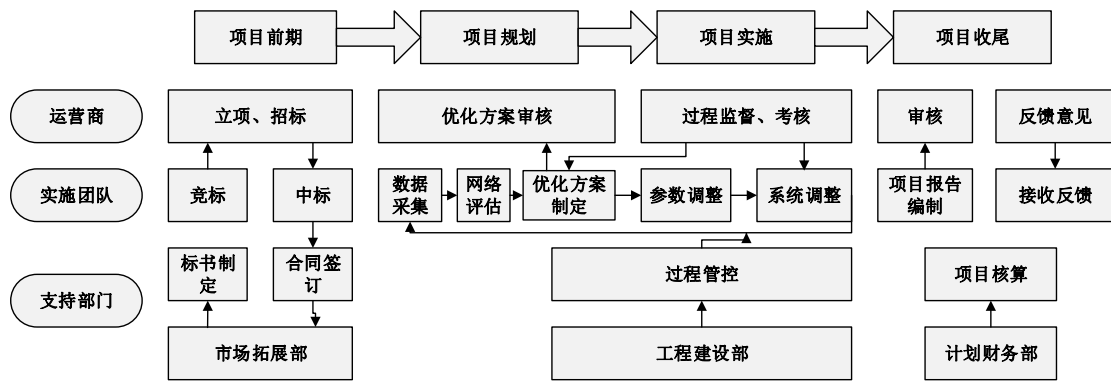 项目前期
项目规划
项目实施
项目收尾
运营商
立项、招标
优化方案审核
过程监督、考核
审核
反馈意见
实施团队
竞标
中标
数据
采集
网络
评估
优化方案
制定
参数调整
系统调整
项目报告
编制
接收反馈
支持部门
标书制
定
合同签
订
过程管控
项目核算
市场拓展部
工程建设部
计划财务部